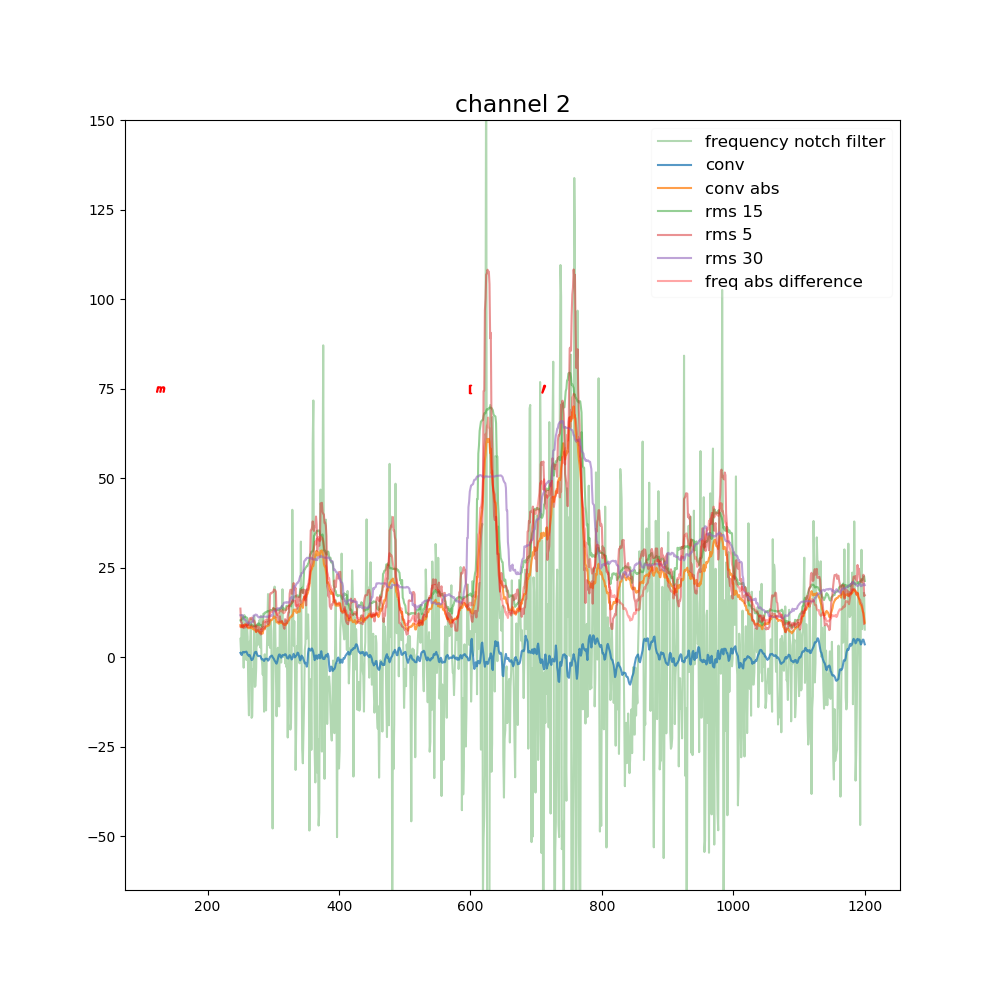 channel 2
150
125
100
75
50
25
0
−25
−50
frequency notch filter
conv
conv abs
rms 15
rms 5
rms 30
freq abs difference
m [ /
200 400 600 800 1000 1200